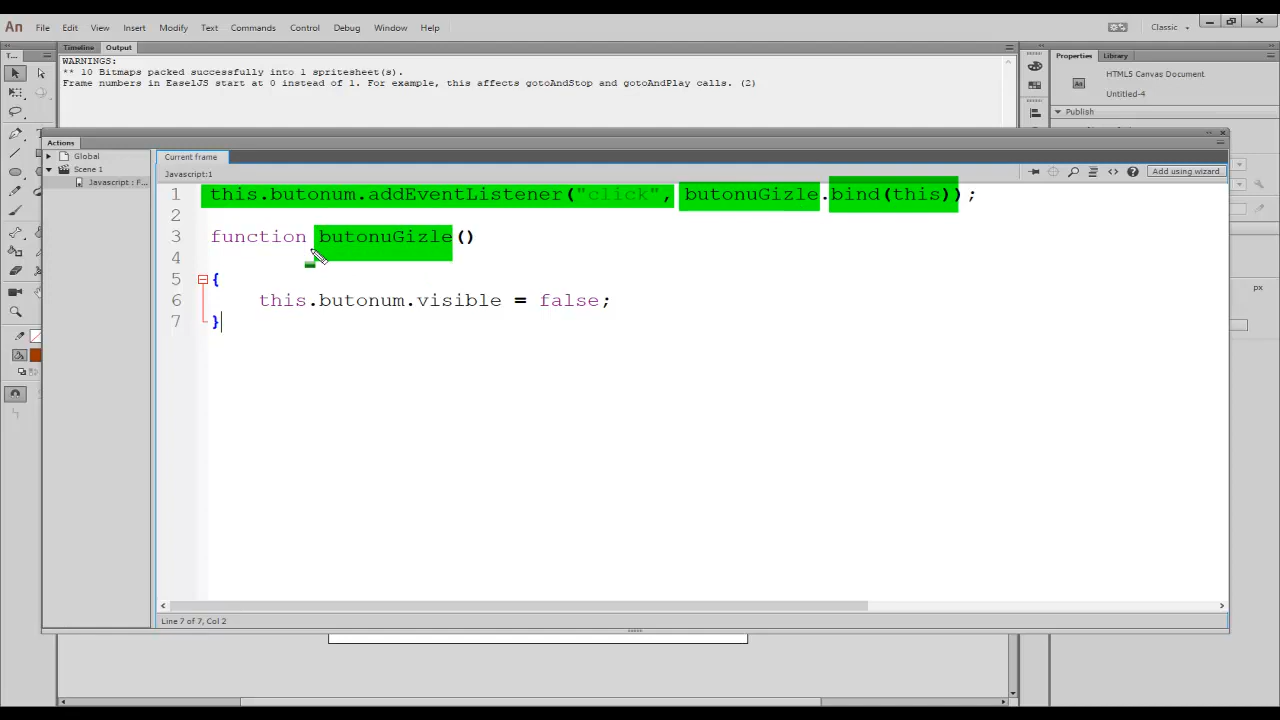 An File Edit View Insert Modify Text Commands Control Debug Window Help Classic
T... Timeline Output Properties Library
WARNINGS:
** 10 Bitmaps packed successfully into 1 spritesheet(s).
Frame numbers in EaselJS start at 0 instead of 1. For example, this affects gotoAndStop and gotoAndPlay calls. (2)
HTML5 Canvas Document
An Untitled-4
Publish
Actions
Global
Scene 1
Javascript : F...
Current frame
Javascript:1
Add using wizard
1 this.butonum.addEventListener("click", butonuGizle.bind(this));
2
3 function butonuGizle()
4
5 {
6 this.butonum.visible = false;
7 }
px
Line 7 of 7, Col 2